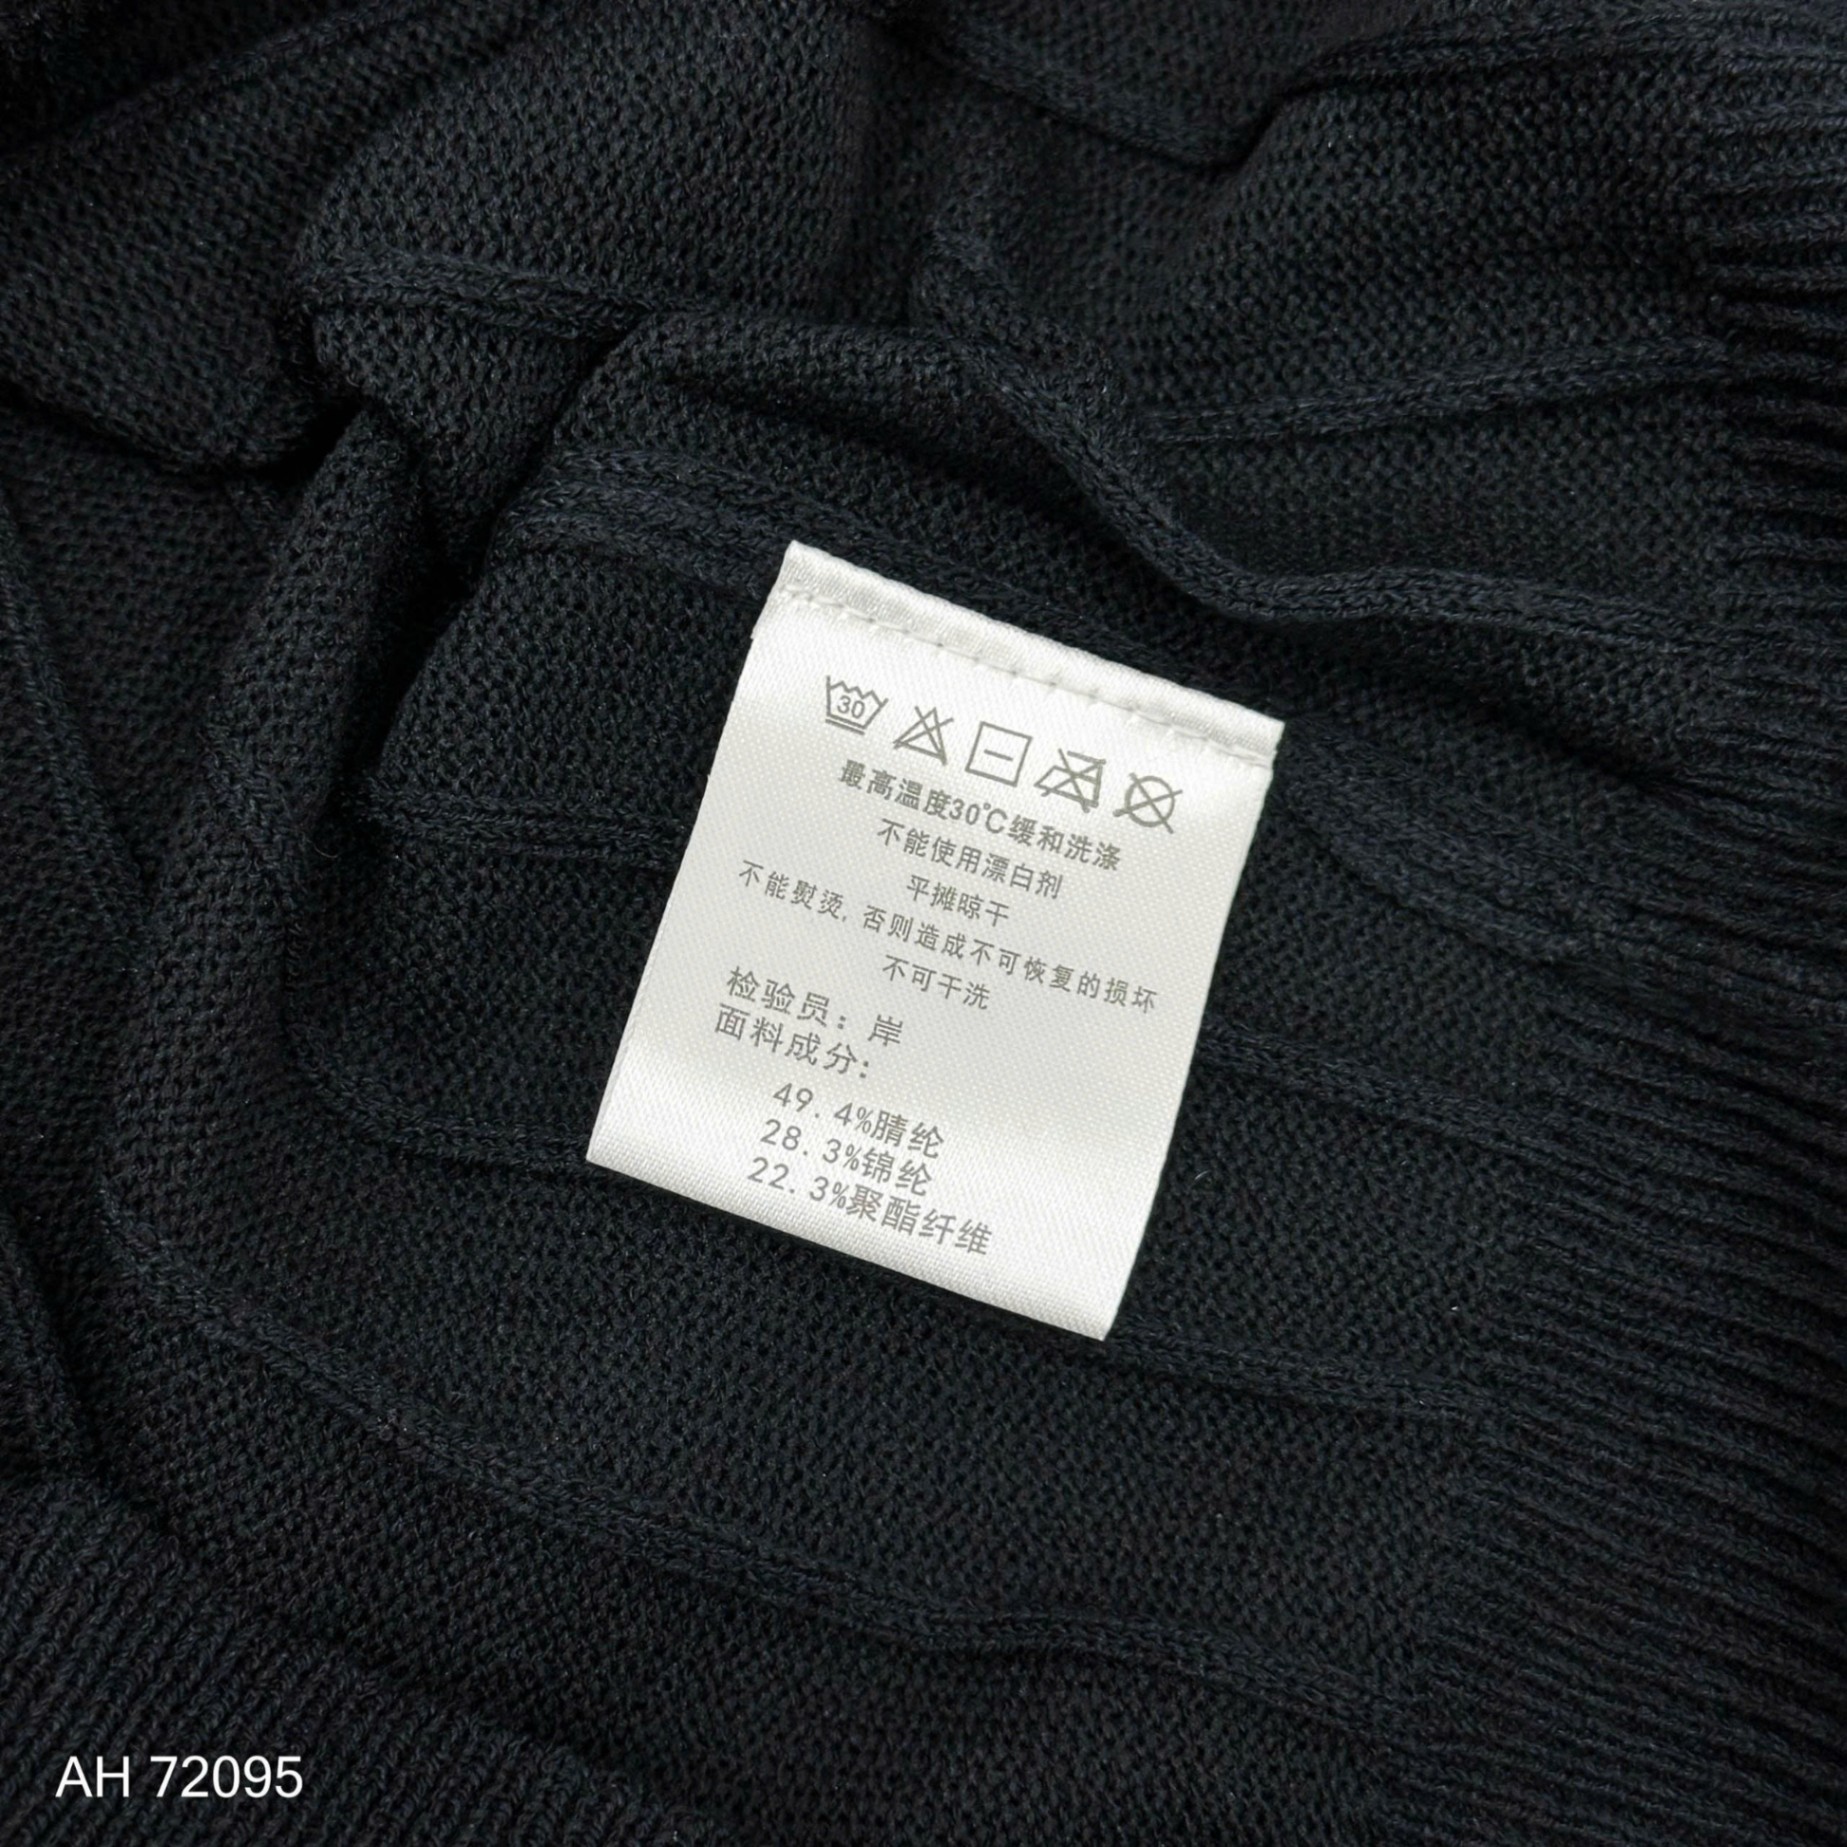 30
最高温度30℃缓和洗涤
不能使用漂白剂
平摊晾干
不能熨烫, 否则造成不可恢复的损坏
不可干洗
检验员: 岸
面料成分:
49.4%腈纶
28.3%锦纶
22.3%聚酯纤维
AH 72095